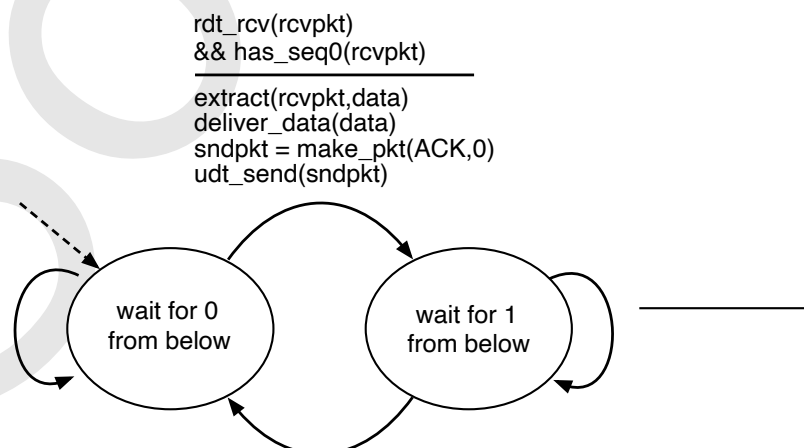 rdt_rcv(rcvpkt)
&& has_seq0(rcvpkt)
extract(rcvpkt,data)
deliver_data(data)
sndpkt = make_pkt(ACK,0)
udt_send(sndpkt)
wait for 0
from below
wait for 1
from below